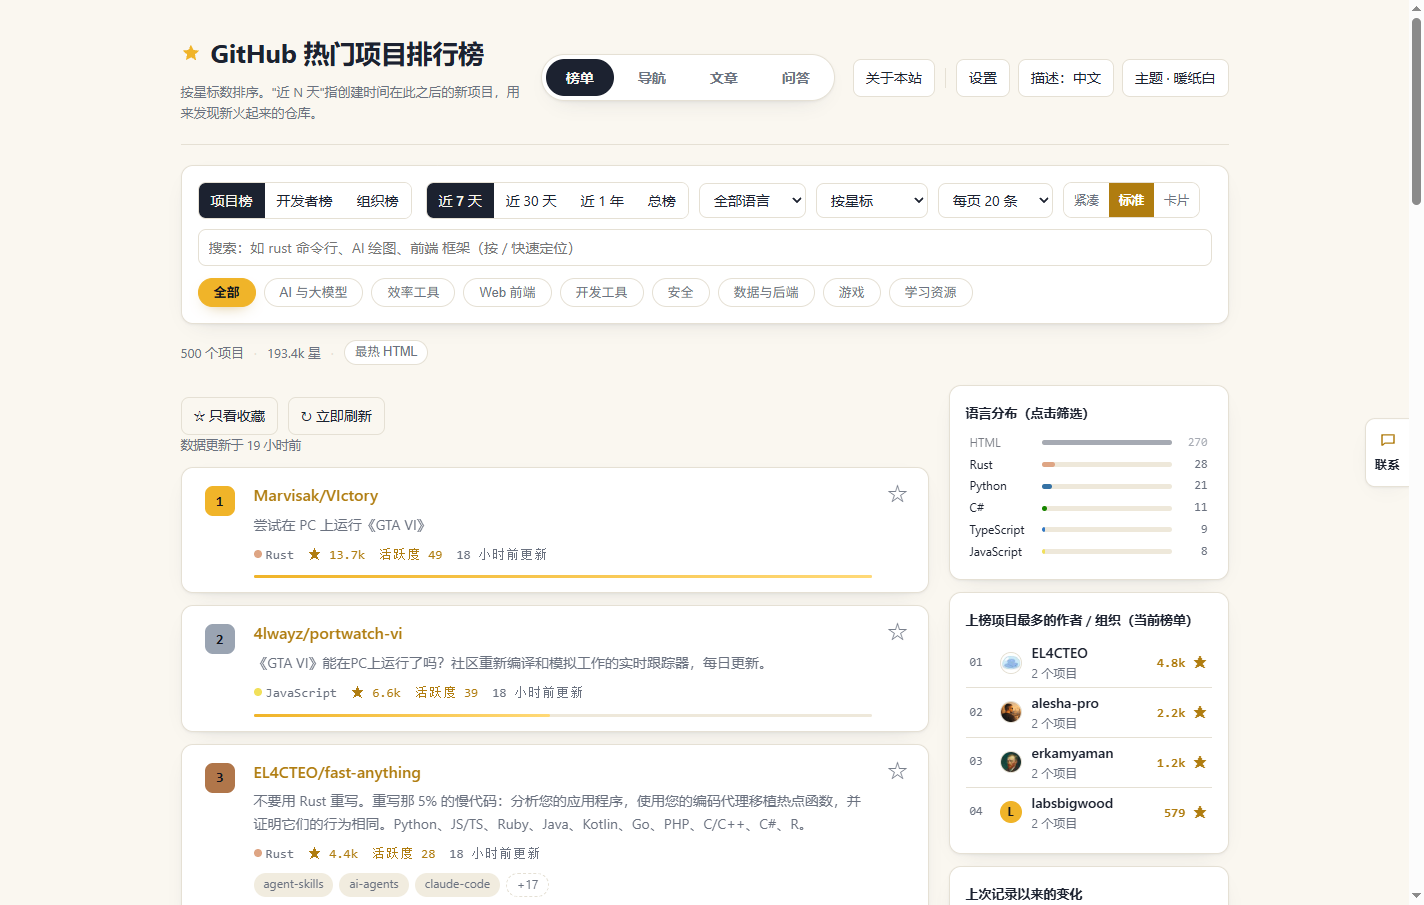 GitHub 热门项目排行榜
按星标数排序。"近 N 天"指创建时间在此之后的新项目，用
来发现新火起来的仓库。
榜单 导航 文章 问答
关于本站 设置 描述：中文 主题 · 暖纸白
项目榜 开发者榜 组织榜 近 7 天 近 30 天 近 1 年 总榜 全部语言 按星标 每页 20 条 紧凑 标准 卡片
搜索：如 rust 命令行、AI 绘图、前端 框架（按 / 快速定位）
全部 AI 与大模型 效率工具 Web 前端 开发工具 安全 数据与后端 游戏 学习资源
500 个项目 · 193.4k 星 · 最热 HTML
☆ 只看收藏 ↻ 立即刷新
数据更新于 19 小时前
1 Marvisak/VIctory
尝试在 PC 上运行《GTA VI》
Rust ★ 13.7k 活跃度 49 18 小时前更新
2 4lwayz/portwatch-vi
《GTA VI》能在PC上运行了吗？社区重新编译和模拟工作的实时跟踪器，每日更新。
JavaScript ★ 6.6k 活跃度 39 18 小时前更新
3 EL4CTEO/fast-anything
不要用 Rust 重写。重写那 5% 的慢代码：分析您的应用程序，使用您的编码代理移植热点函数，并
证明它们的行为相同。Python、JS/TS、Ruby、Java、Kotlin、Go、PHP、C/C++、C#、R。
Rust ★ 4.4k 活跃度 28 18 小时前更新
agent-skills ai-agents claude-code +17
语言分布（点击筛选）
HTML 270
Rust 28
Python 21
C# 11
TypeScript 9
JavaScript 8
上榜项目最多的作者 / 组织（当前榜单）
01 EL4CTEO 4.8k ★
2 个项目
02 alesha-pro 2.2k ★
2 个项目
03 erkamyaman 1.2k ★
2 个项目
04 L labsbigwood 579 ★
2 个项目
上次记录以来的变化
联系